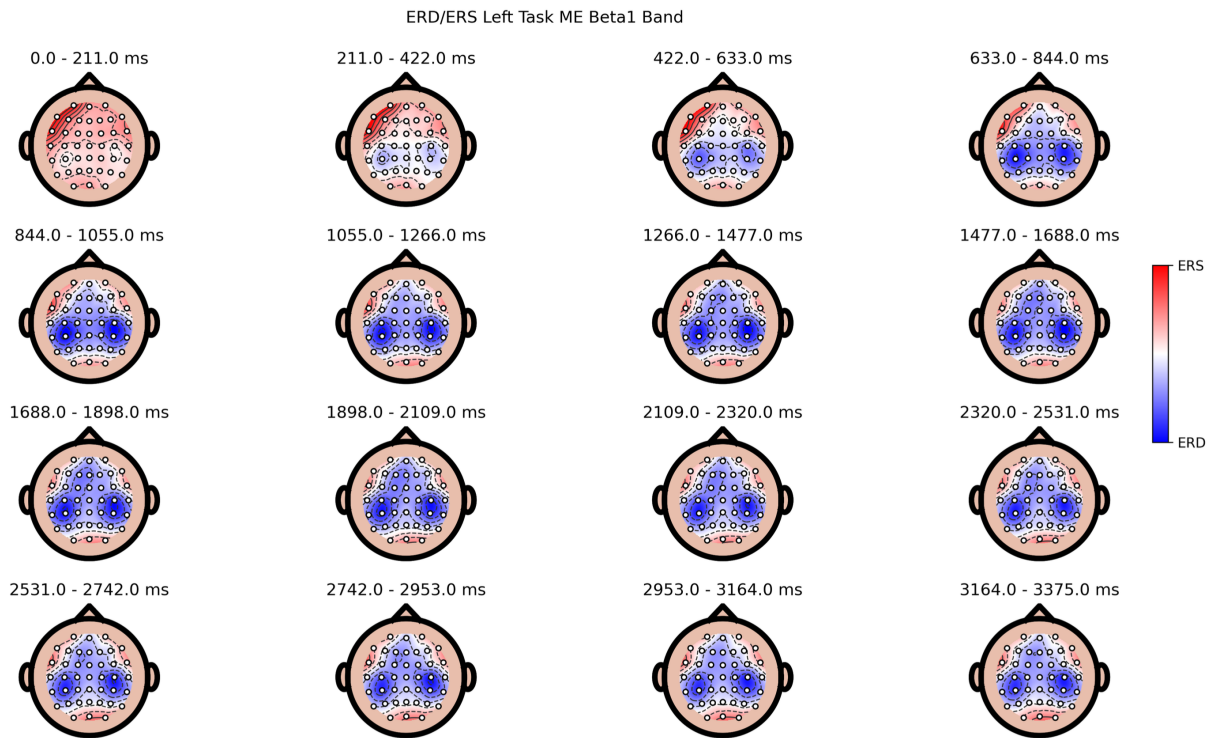 ERD/ERS Left Task ME Beta1 Band
0.0 - 211.0 ms
211.0 - 422.0 ms
422.0 - 633.0 ms
633.0 - 844.0 ms
844.0 - 1055.0 ms
1055.0 - 1266.0 ms
1266.0 - 1477.0 ms
1477.0 - 1688.0 ms
ERS
ERD
1688.0 - 1898.0 ms
1898.0 - 2109.0 ms
2109.0 - 2320.0 ms
2320.0 - 2531.0 ms
2531.0 - 2742.0 ms
2742.0 - 2953.0 ms
2953.0 - 3164.0 ms
3164.0 - 3375.0 ms